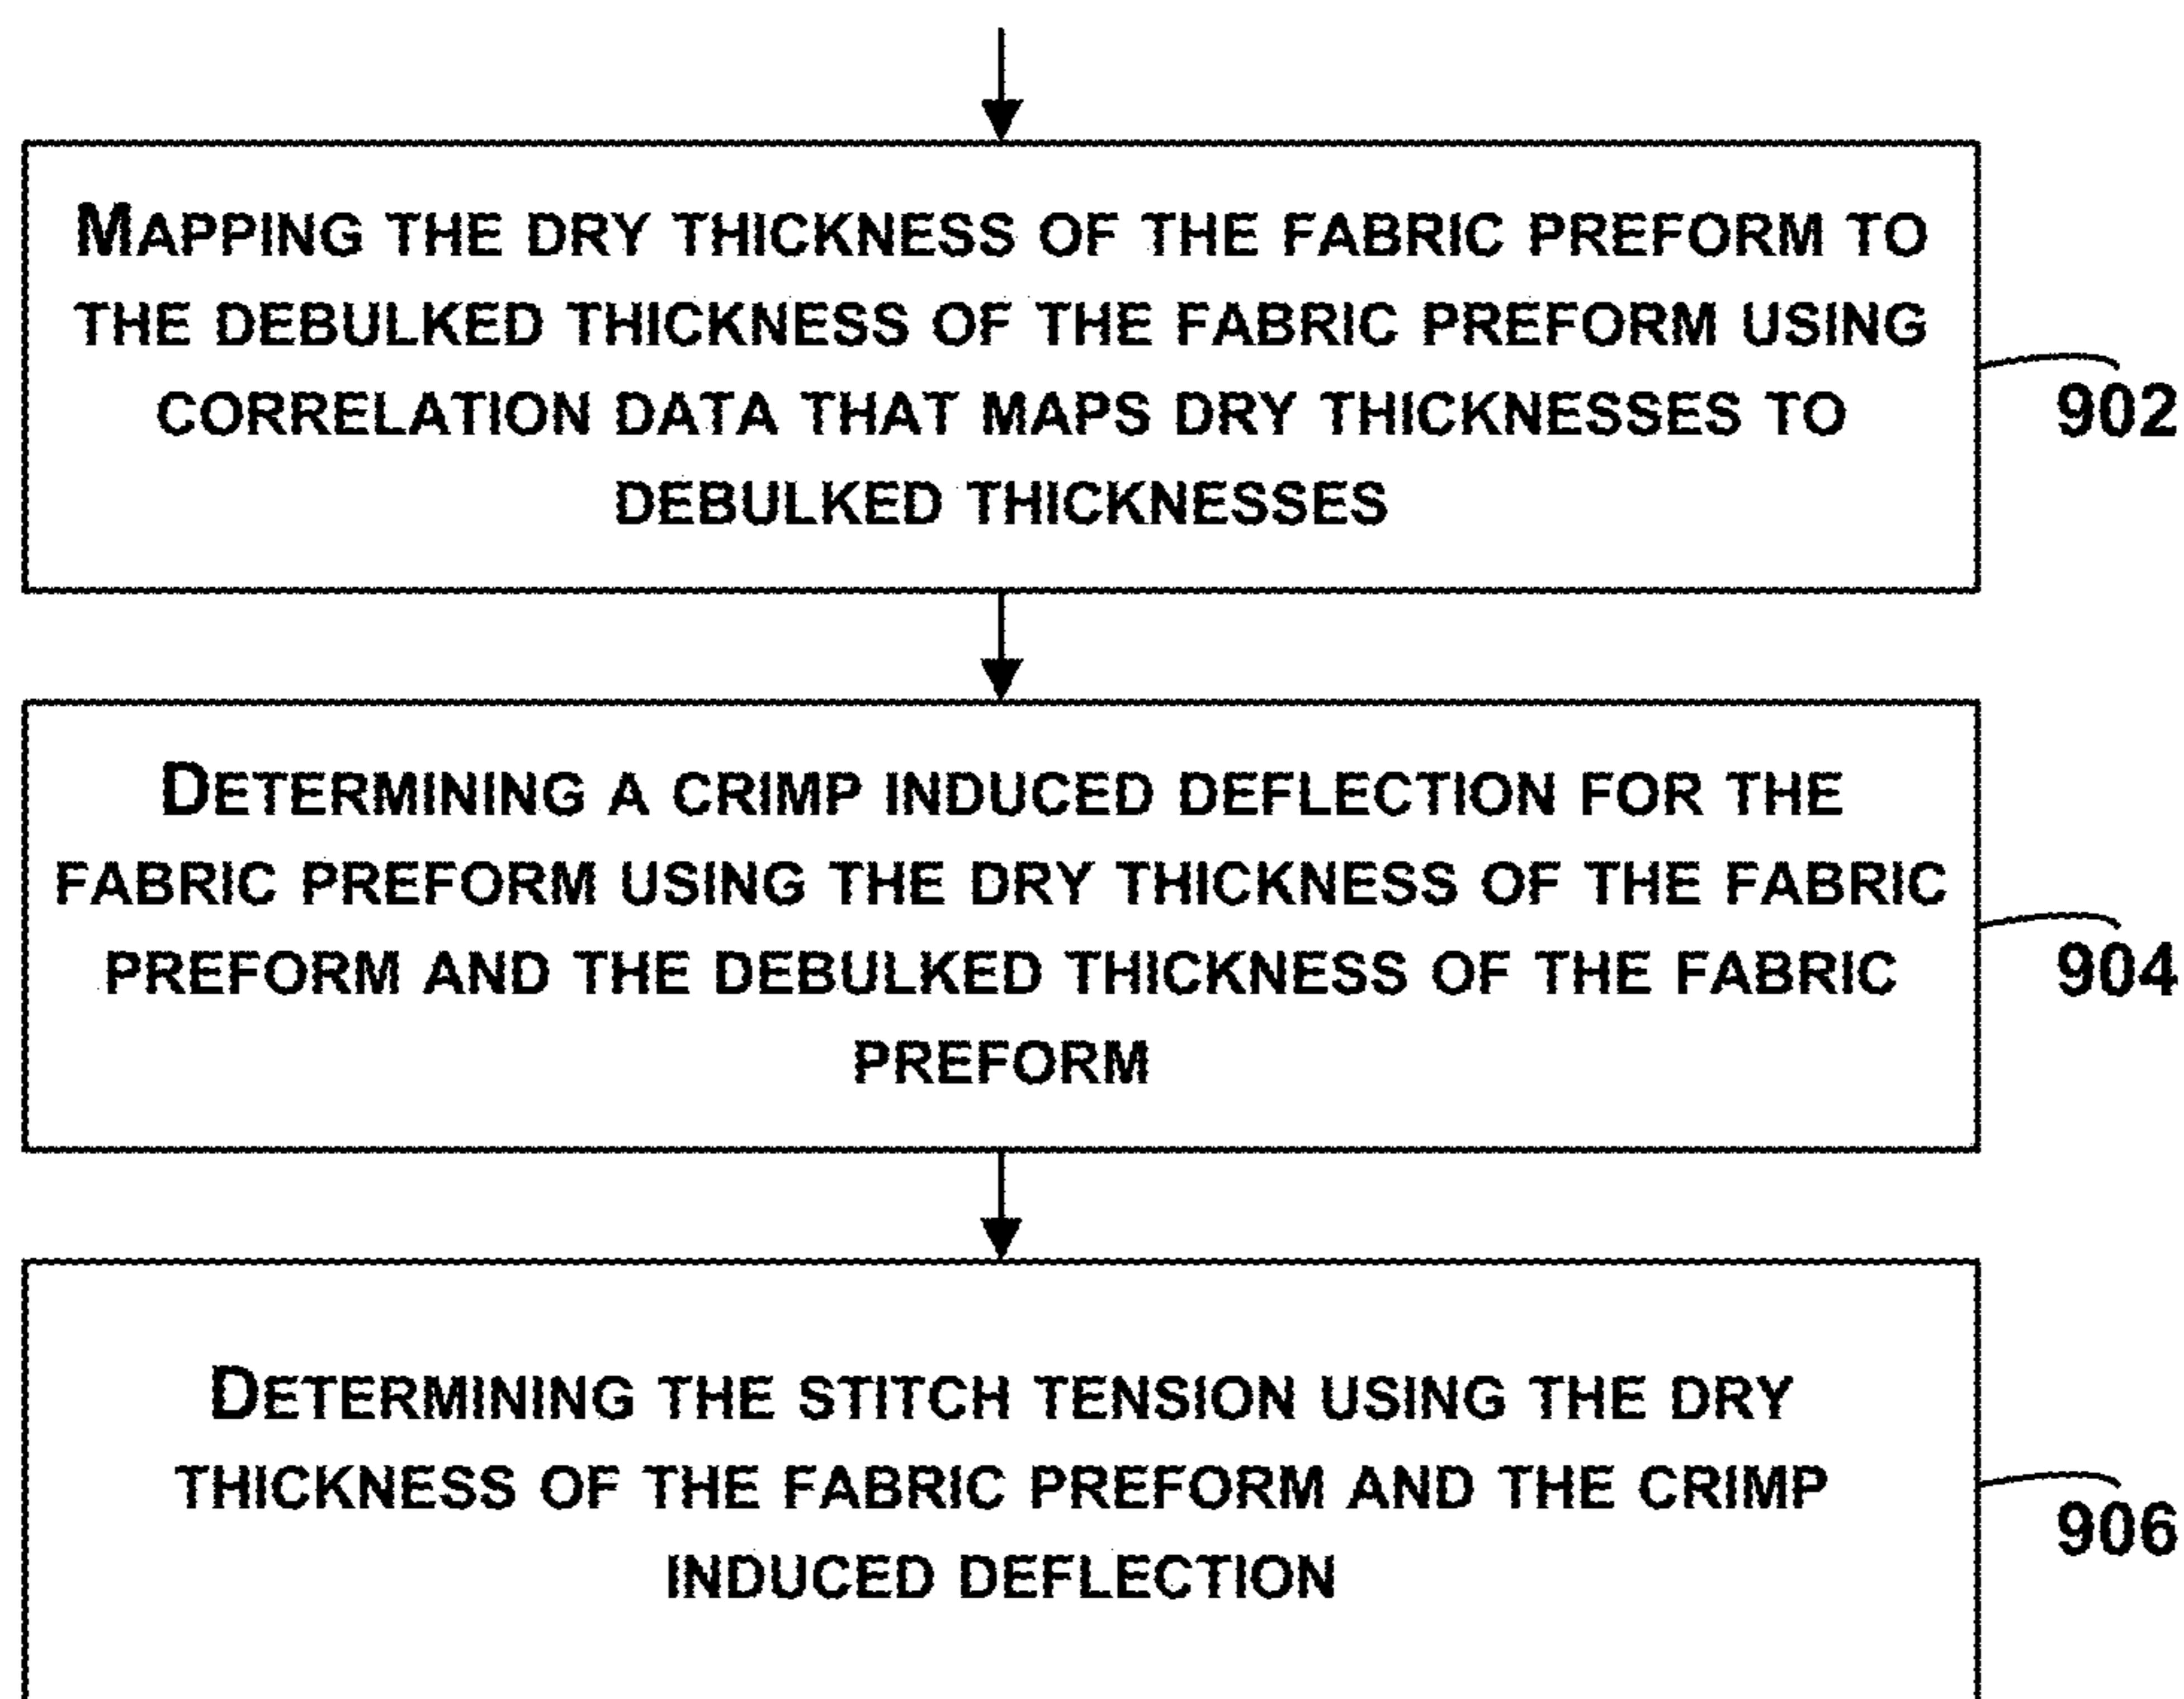 MAPPING THE DRY THICKNESS OF THE FABRIC PREFORM TO
THE DEBULKED THICKNESS OF THE FABRIC PREFORM USING
CORRELATION DATA THAT MAPS DRY THICKNESSES TO
DEBULKED THICKNESSES
902
DETERMINING A CRIMP INDUCED DEFLECTION FOR THE
FABRIC PREFORM USING THE DRY THICKNESS OF THE FABRIC
PREFORM AND THE DEBULKED THICKNESS OF THE FABRIC
PREFORM
904
DETERMINING THE STITCH TENSION USING THE DRY
THICKNESS OF THE FABRIC PREFORM AND THE CRIMP
INDUCED DEFLECTION
906